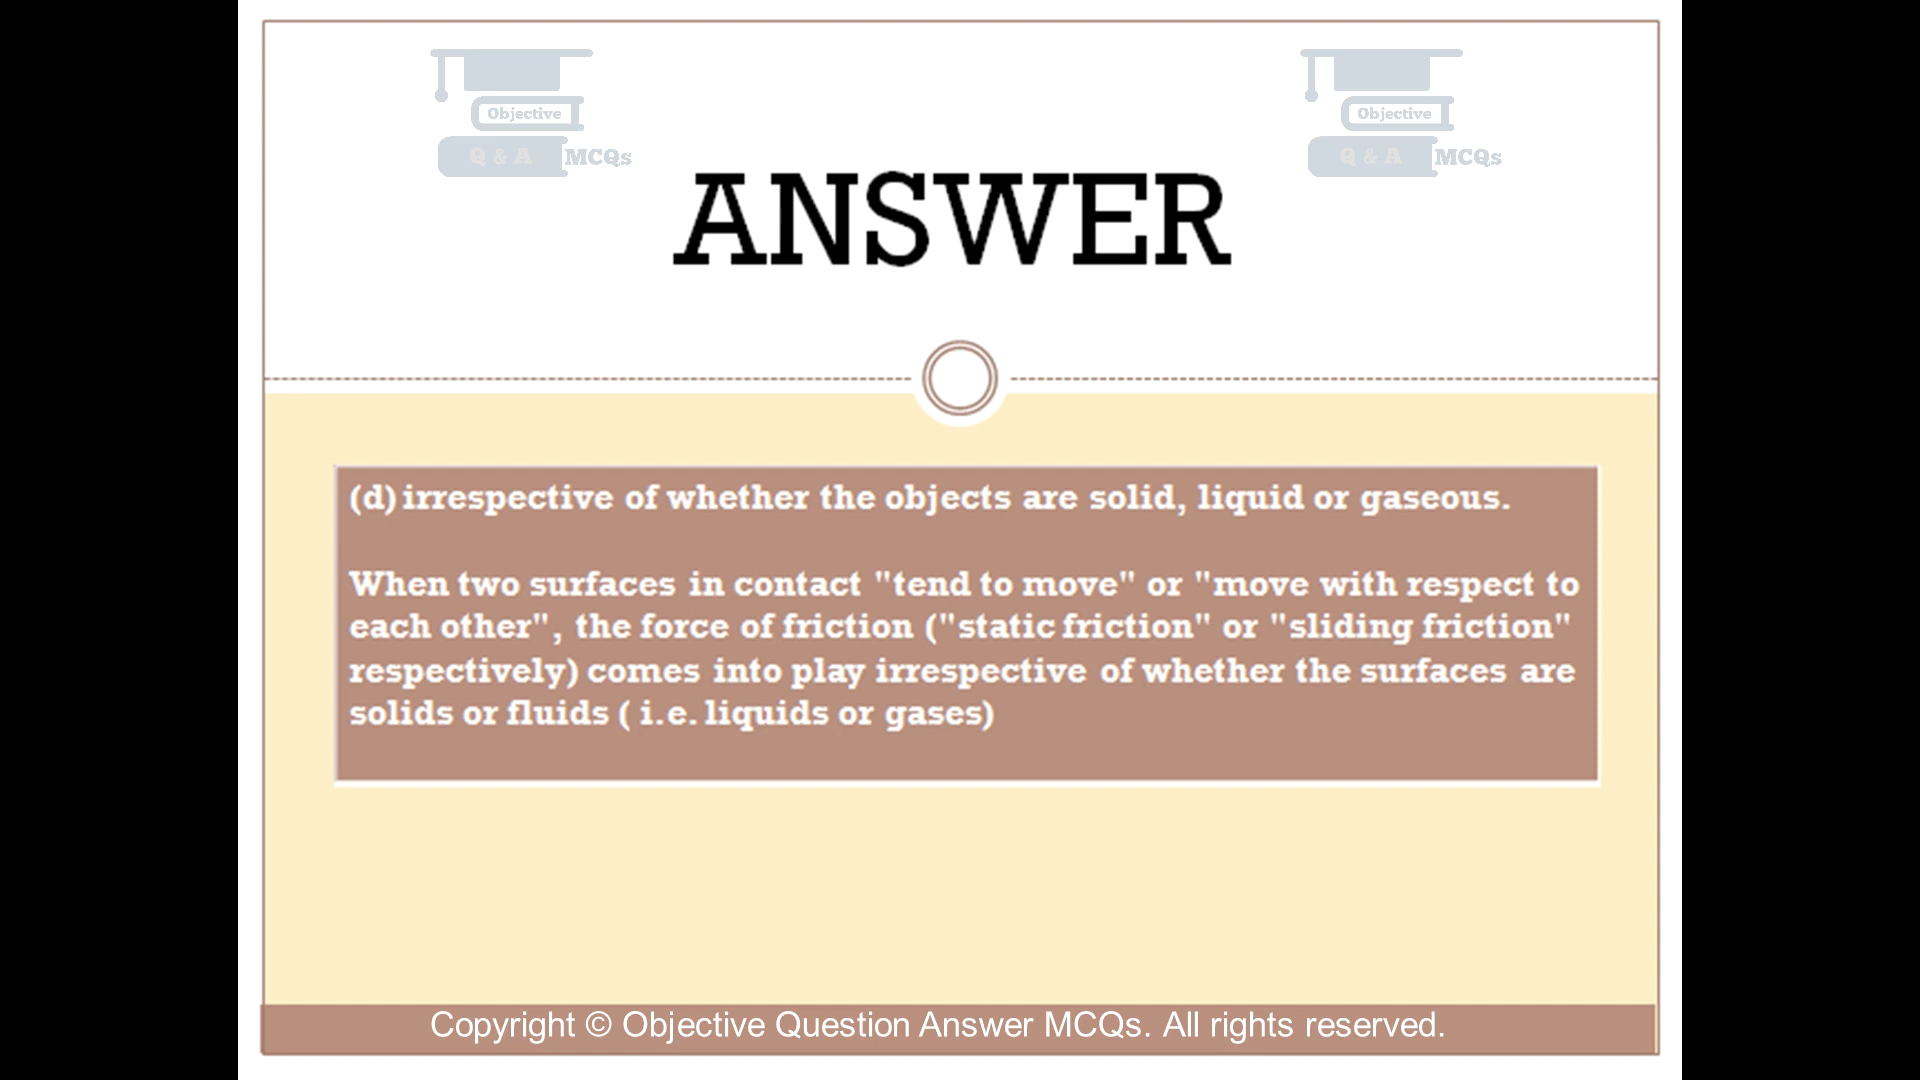 Objective
Q & A MCQs
Objective
Q & A MCQs
ANSWER
(d) irrespective of whether the objects are solid, liquid or gaseous.
When two surfaces in contact "tend to move" or "move with respect to
each other", the force of friction ("static friction" or "sliding friction"
respectively) comes into play irrespective of whether the surfaces are
solids or fluids ( i.e. liquids or gases)
Copyright © Objective Question Answer MCQs. All rights reserved.